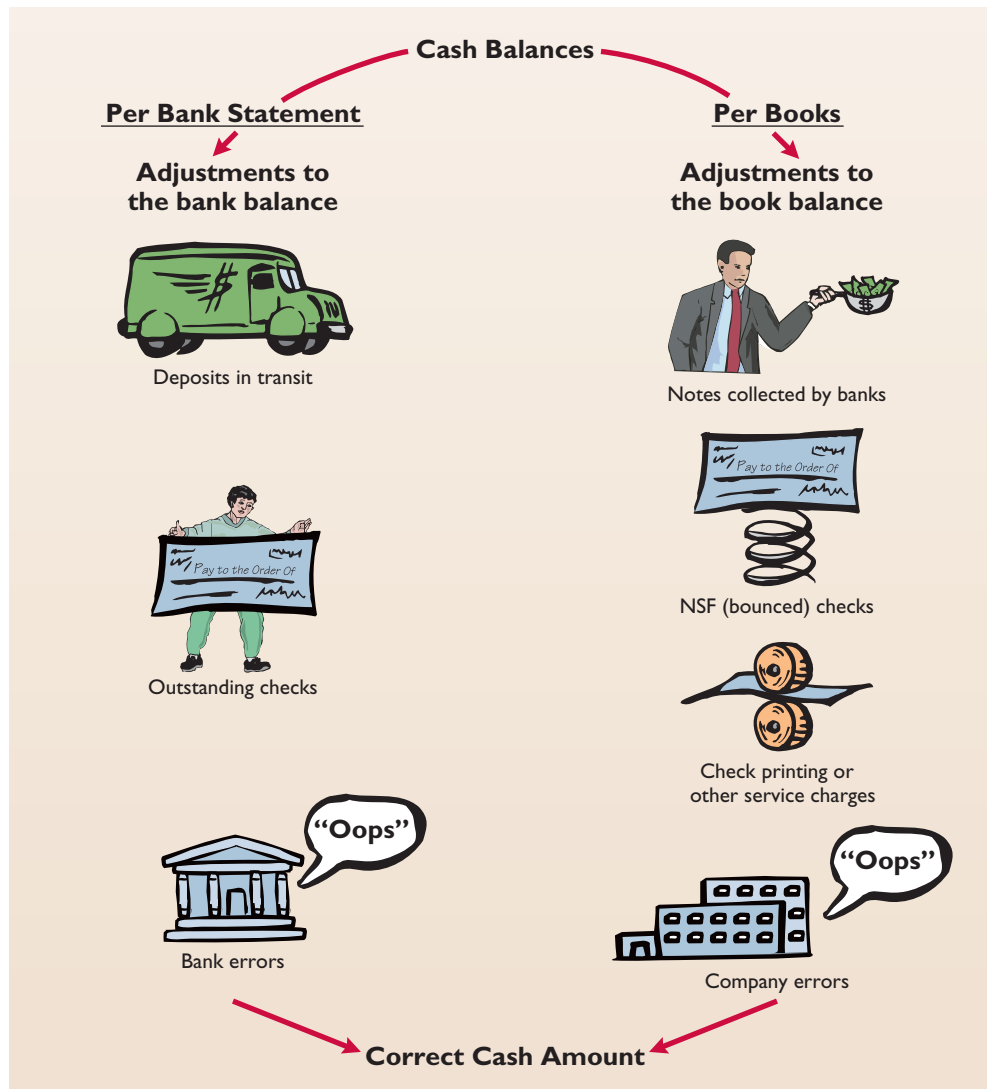 Cash Balances
Per Bank Statement
Adjustments to
the bank balance
$
Deposits in transit
Pay to the Order Of
Outstanding checks
"Oops"
Bank errors
Per Books
Adjustments to
the book balance
$
Notes collected by banks
Pay to the Order Of
NSF (bounced) checks
Check printing or
other service charges
"Oops"
Company errors
Correct Cash Amount